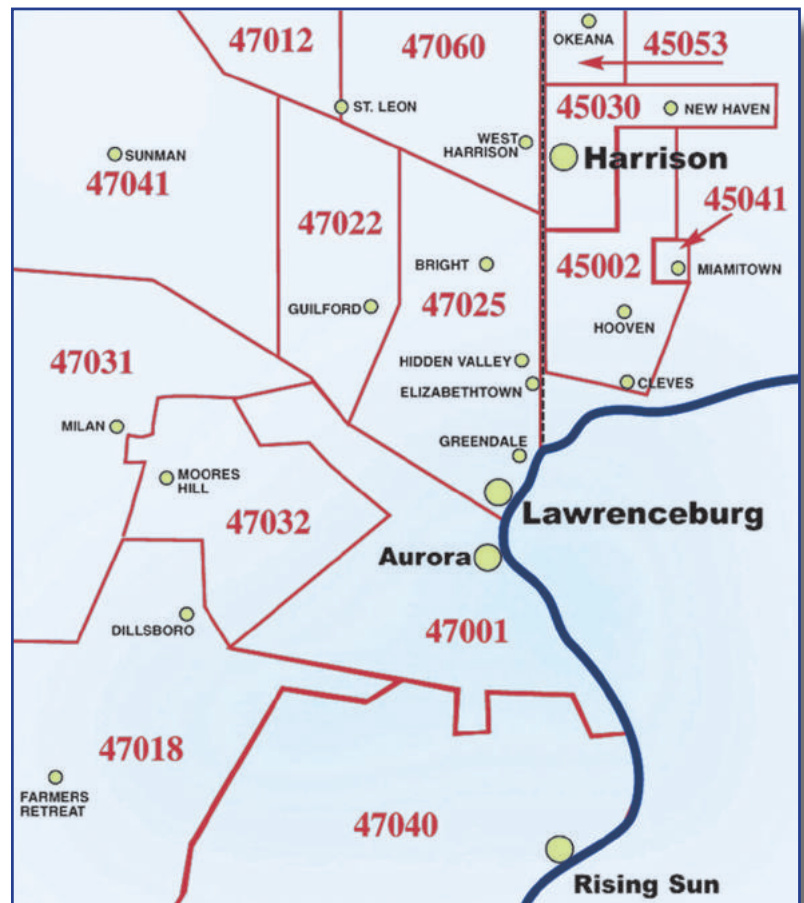 OKEANA
47012
47060
45053
45030
NEW HAVEN
ST. LEON
WEST
HARRISON
Harrison
SUNMAN
47041
45041
47022
BRIGHT
45002
MIAMITOWN
GUILFORD
47025
HOOVEN
47031
HIDDEN VALLEY
ELIZABETHTOWN
CLEVES
MILAN
GREENDALE
MOORES
HILL
Lawrenceburg
47032
Aurora
DILLSBORO
47001
47018
FARMERS
RETREAT
47040
Rising Sun